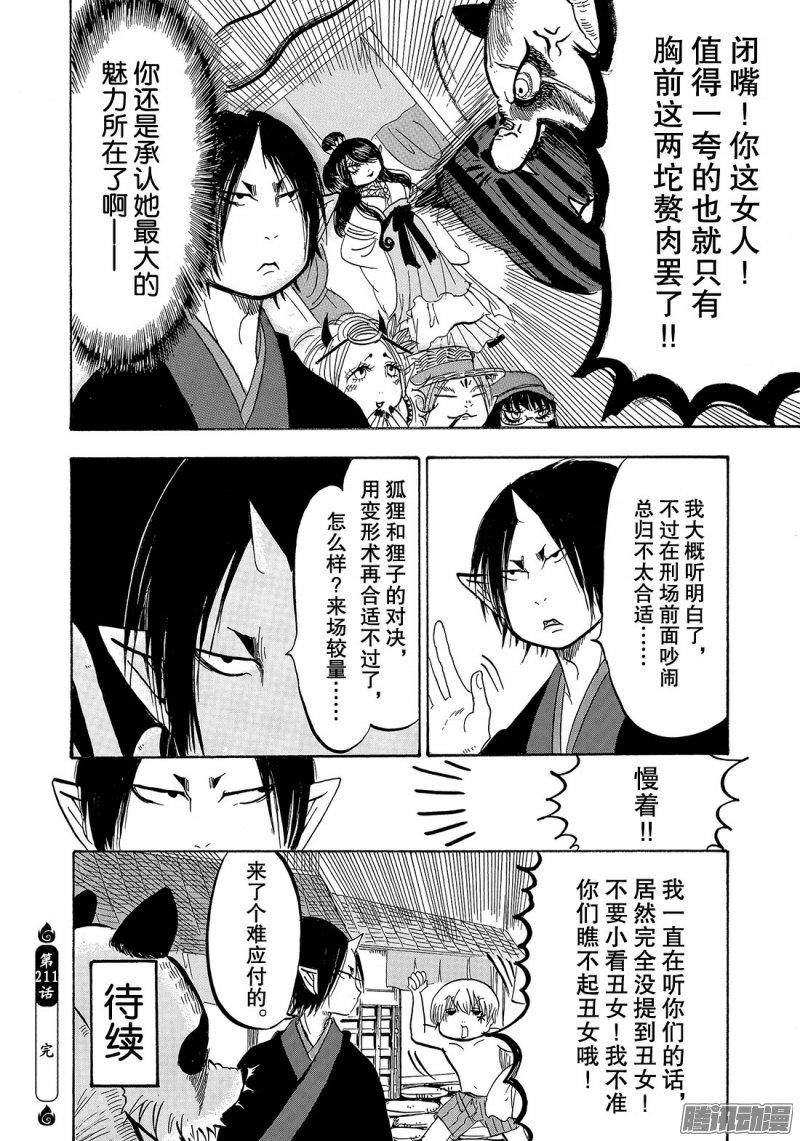 闭嘴！你这女人！
值得一夸的也就只有
胸前这两坨赘肉罢了!!
你还是承认她最大的
魅力所在了啊——
我大概听明白了，
不过在刑场前面吵闹
总归不太合适……
狐狸和狸子的对决，
用变形术再合适不过了，
怎么样？来场较量……
慢着!!
我一直在听你们的话，
居然完全没提到丑女！
不要小看丑女！我不准
你们瞧不起丑女哦！
来了个难应付的。
待续
第
211
话
完
腾讯动漫